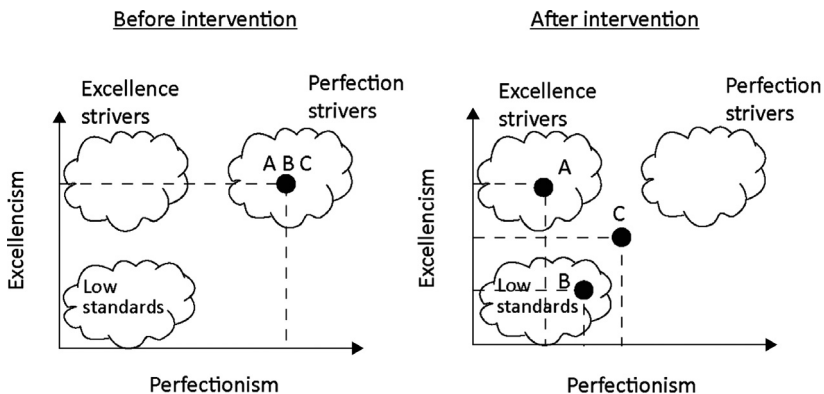 Before intervention
Excellence
strivers
Perfection
strivers
A B C
Excellencism
Low
standards
Perfectionism
After intervention
Excellence
strivers
Perfection
strivers
A
C
Excellencism
Low
standards
B
Perfectionism